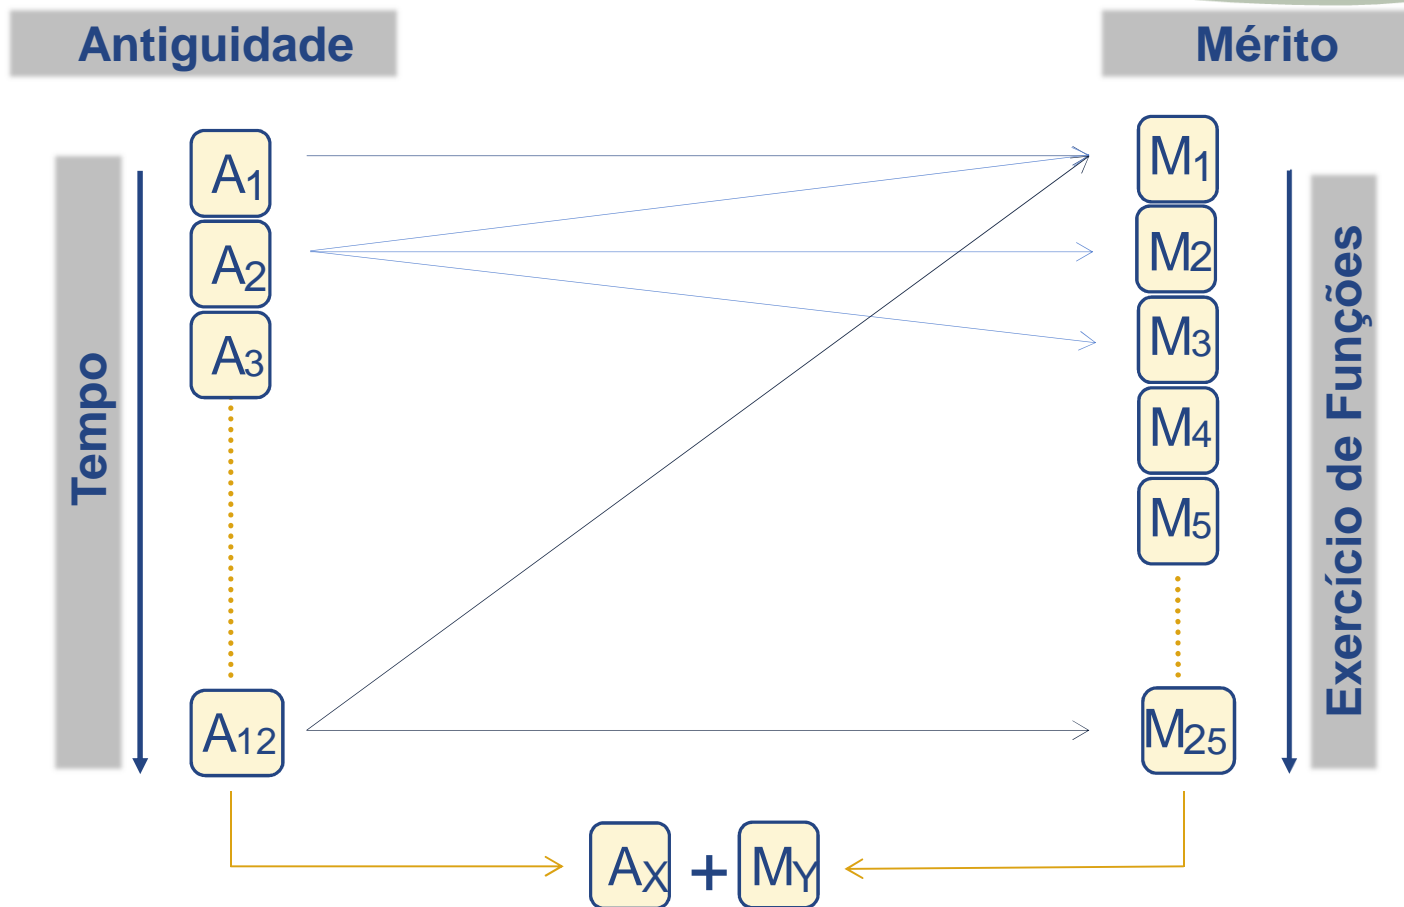 Antiguidade
Mérito
Tempo
A1
A2
A3
A12
M1
M2
M3
M4
M5
M25
Exercício de Funções
AX + MY